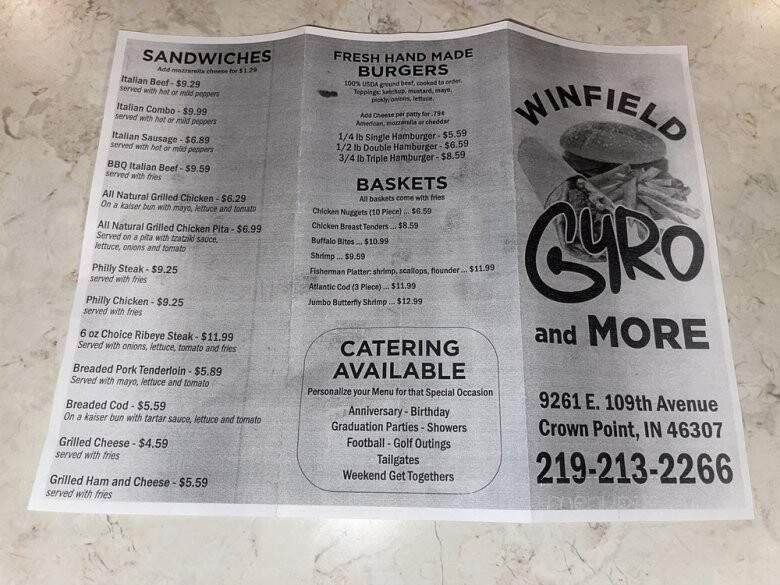 SANDWICHES
Add mozzarella cheese for $1.29
Italian Beef - $9.29
served with hot or mild peppers
Italian Combo - $9.99
served with hot or mild peppers
Italian Sausage - $6.89
served with hot or mild peppers
BBQ Italian Beef - $9.59
served with fries
All Natural Grilled Chicken - $6.29
On a kaiser bun with mayo, lettuce and tomato
All Natural Grilled Chicken Pita - $6.99
Served on a pita with tzatziki sauce,
lettuce, onions and tomato
Philly Steak - $9.25
served with fries
Philly Chicken - $9.25
served with fries
6 oz Choice Ribeye Steak - $11.99
Served with onions, lettuce, tomato and fries
Breaded Pork Tenderloin - $5.89
Served with mayo, lettuce and tomato
Breaded Cod - $5.59
On a kaiser bun with tartar sauce, lettuce and tomato
Grilled Cheese - $4.59
served with fries
Grilled Ham and Cheese - $5.59
served with fries
FRESH HAND MADE
BURGERS
100% USDA ground beef, cooked to order.
Toppings: ketchup, mustard, mayo,
pickly/onions, lettuce.
Add Cheese per patty for .79¢
American, mozzarella or cheddar
1/4 lb Single Hamburger - $5.59
1/2 lb Double Hamburger - $6.59
3/4 lb Triple Hamburger - $8.59
BASKETS
All baskets come with fries
Chicken Nuggets (10 Piece) ... $6.59
Chicken Breast Tenders ... $8.59
Buffalo Bites ... $10.99
Shrimp ... $9.59
Fisherman Platter: shrimp, scallops, flounder ... $11.99
Atlantic Cod (3 Piece) ... $11.99
Jumbo Butterfly Shrimp ... $12.99
CATERING
AVAILABLE
Personalize your Menu for that Special Occasion
Anniversary - Birthday
Graduation Parties - Showers
Football - Golf Outings
Tailgates
Weekend Get Togethers
WINFIELD
GYRO
and MORE
9261 E. 109th Avenue
Crown Point, IN 46307
219-213-2266